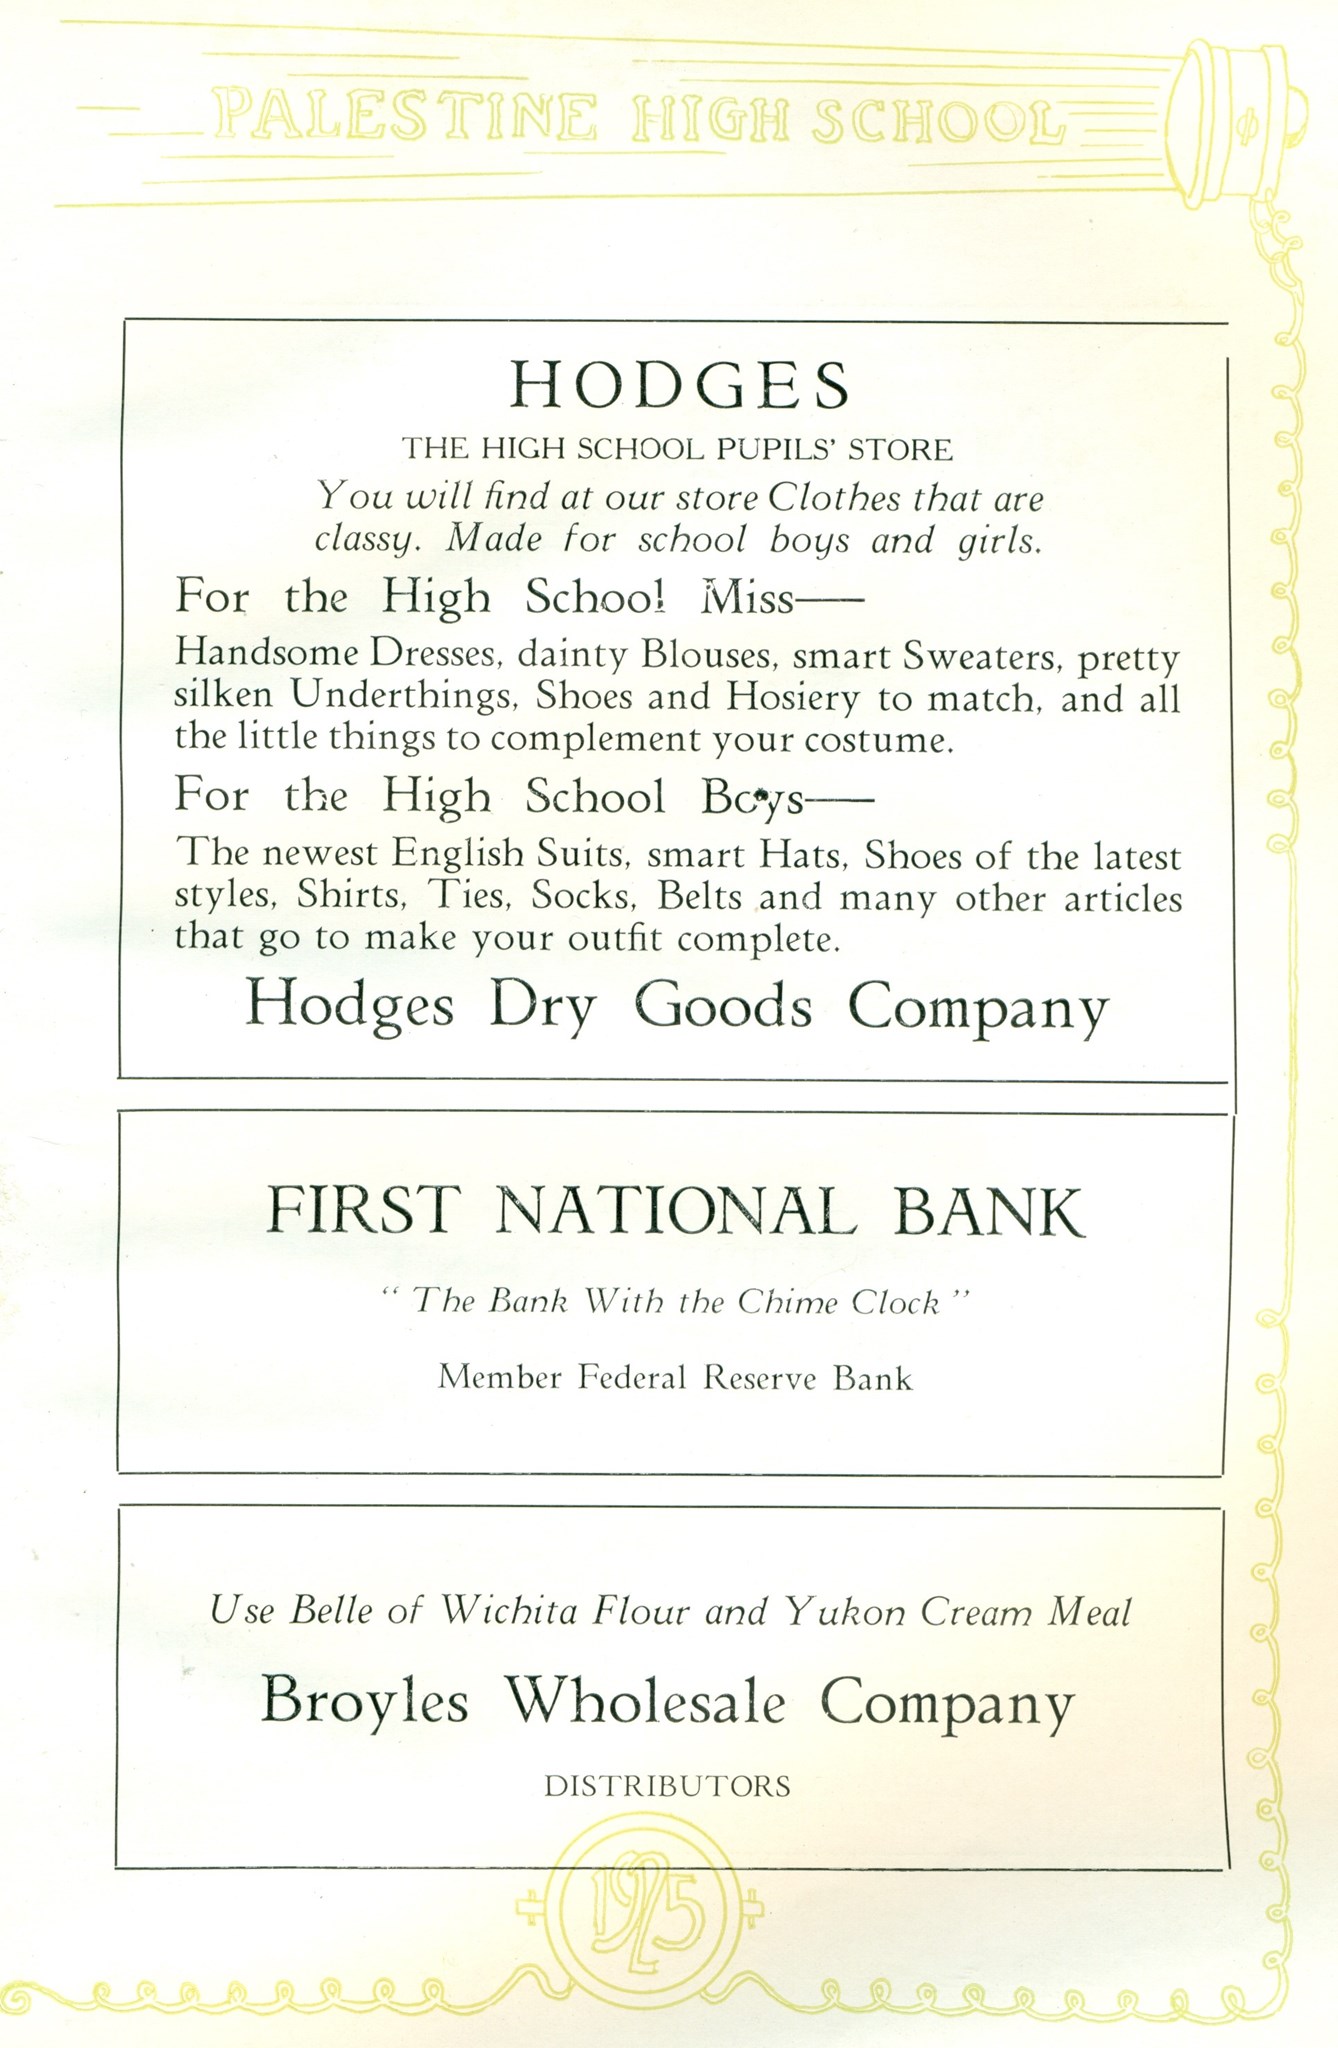 PALESTINE HIGH SCHOOL
HODGES
THE HIGH SCHOOL PUPILS' STORE
You will find at our store Clothes that are
classy. Made for school boys and girls.
For the High School Miss—
Handsome Dresses, dainty Blouses, smart Sweaters, pretty
silken Underthings, Shoes and Hosiery to match, and all
the little things to complement your costume.
For the High School Boys—
The newest English Suits, smart Hats, Shoes of the latest
styles, Shirts, Ties, Socks, Belts and many other articles
that go to make your outfit complete.
Hodges Dry Goods Company
FIRST NATIONAL BANK
"The Bank With the Chime Clock"
Member Federal Reserve Bank
Use Belle of Wichita Flour and Yukon Cream Meal
Broyles Wholesale Company
DISTRIBUTORS
1925